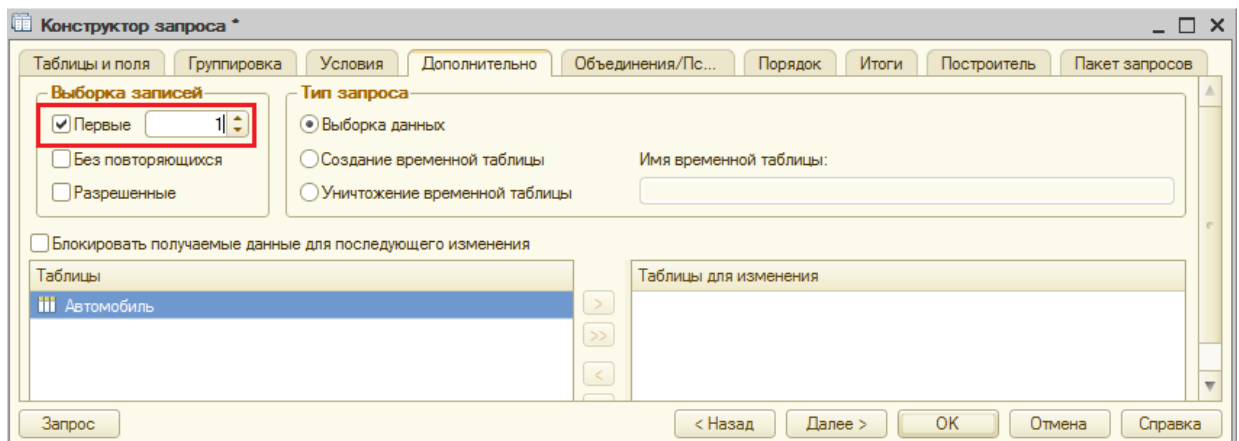 Конструктор запроса *
Таблицы и поля Группировка Условия Дополнительно Объединения/Пс... Порядок Итоги Построитель Пакет запросов
Выборка записей Тип запроса
Первые 1 Выборка данных
Без повторяющихся Создание временной таблицы Имя временной таблицы:
Разрешенные Уничтожение временной таблицы
Блокировать получаемые данные для последующего изменения
Таблицы Таблицы для изменения
Автомобиль >
>>
<
Запрос < Назад Далее > OK Отмена Справка